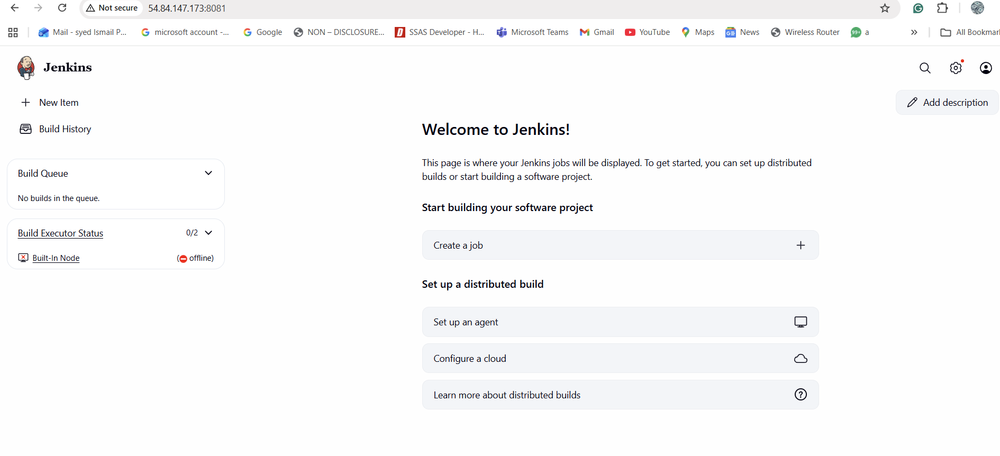 Not secure 54.84.147.173:8081
Mail - syed Ismail P... microsoft account -... Google NON – DISCLOSURE... SSAS Developer - H... Microsoft Teams Gmail YouTube Maps GE News Wireless Router 99+ a » All Bookmar
Jenkins
New Item
Add description
Build History
Welcome to Jenkins!
This page is where your Jenkins jobs will be displayed. To get started, you can set up distributed
builds or start building a software project.
Build Queue
No builds in the queue.
Start building your software project
Build Executor Status 0/2
Create a job
Built-In Node (offline)
Set up a distributed build
Set up an agent
Configure a cloud
Learn more about distributed builds